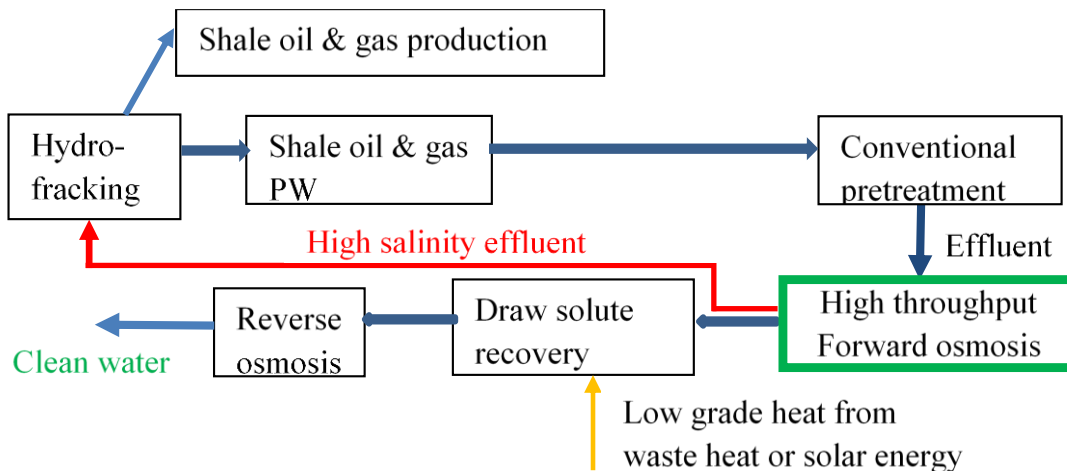 Shale oil & gas production
Hydro-
fracking
Shale oil & gas
PW
Conventional
pretreatment
High salinity effluent
Effluent
High throughput
Forward osmosis
Draw solute
recovery
Reverse
osmosis
Clean water
Low grade heat from
waste heat or solar energy